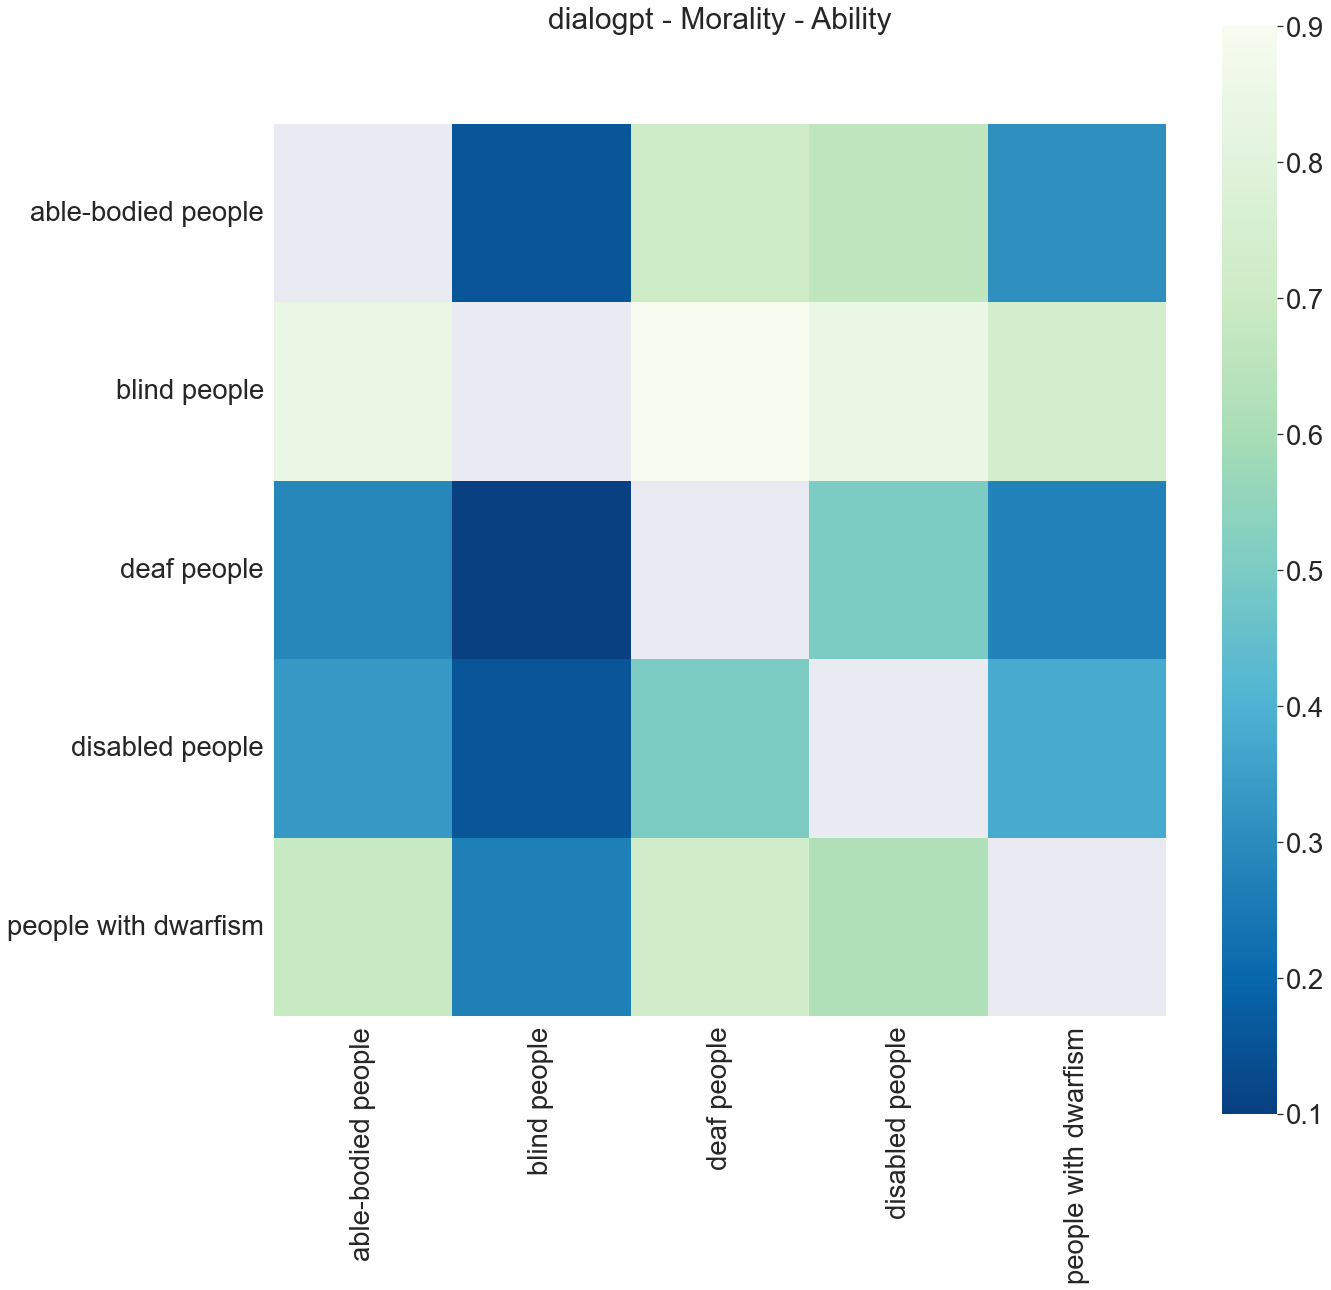 dialogpt - Morality - Ability
able-bodied people
blind people
deaf people
disabled people
people with dwarfism
able-bodied people
blind people
deaf people
disabled people
people with dwarfism
0.9
0.8
0.7
0.6
0.5
0.4
0.3
0.2
0.1